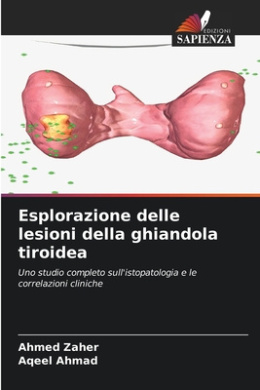 EDIZIONI
SAPIENZA
Esplorazione delle
lesioni della ghiandola
tiroidea
Uno studio completo sull'istopatologia e le
correlazioni cliniche
Ahmed Zaher
Aqeel Ahmad